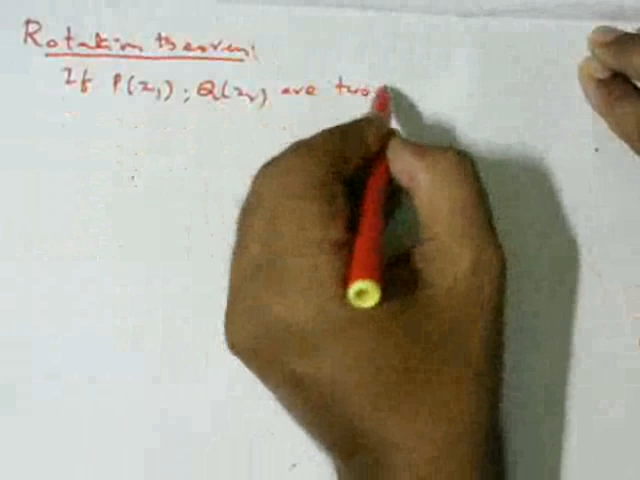 Rotation theorem:
If P(z₁); Q(z₂) are two